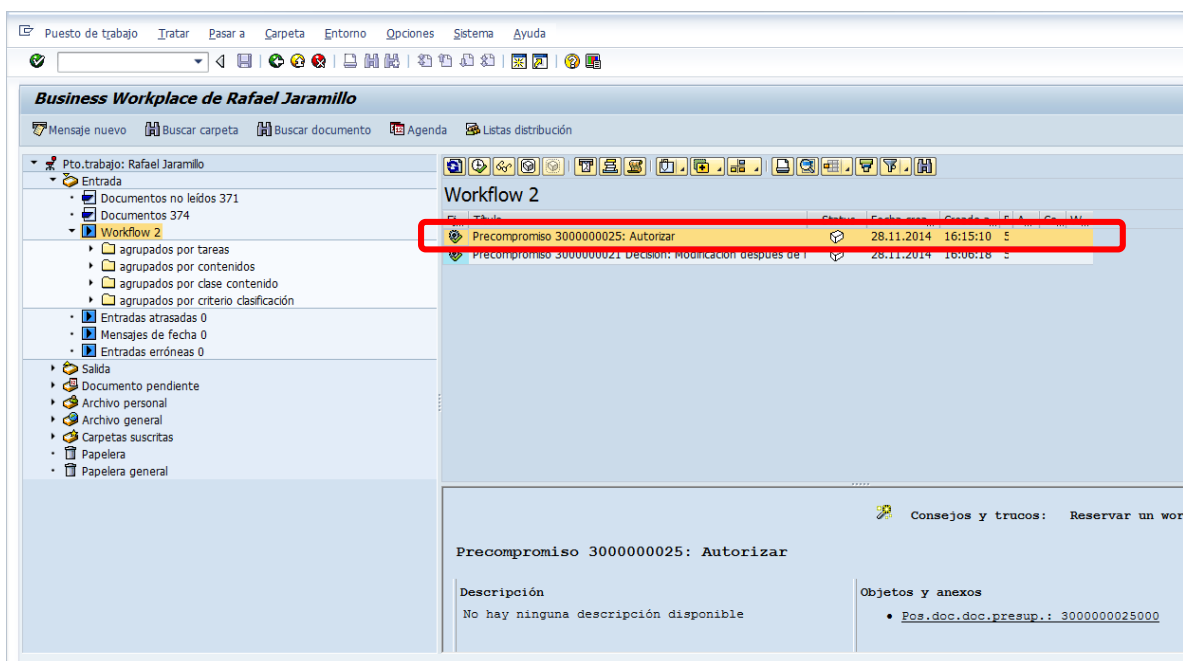 Puesto de trabajo Tratar Pasar a Carpeta Entorno Opciones Sistema Ayuda
Business Workplace de Rafael Jaramillo
Mensaje nuevo Buscar carpeta Buscar documento Agenda Listas distribución
Pto.trabajo: Rafael Jaramillo
Entrada
Documentos no leídos 371
Documentos 374
Workflow 2
agrupados por tareas
agrupados por contenidos
agrupados por clase contenido
agrupados por criterio clasificación
Entradas atrasadas 0
Mensajes de fecha 0
Entradas erróneas 0
Salida
Documento pendiente
Archivo personal
Archivo general
Carpetas suscritas
Papelera
Papelera general
Workflow 2
Título Status Fecha crea...
Precompromiso 3000000025: Autorizar 28.11.2014 16:15:10 5
Precompromiso 3000000021 Decisión: Modificación después de 28.11.2014 16:06:18
Consejos y trucos: Reservar un wor
Precompromiso 3000000025: Autorizar
Descripción
No hay ninguna descripción disponible
Objetos y anexos
• Pos.doc.doc.presup.: 3000000025000